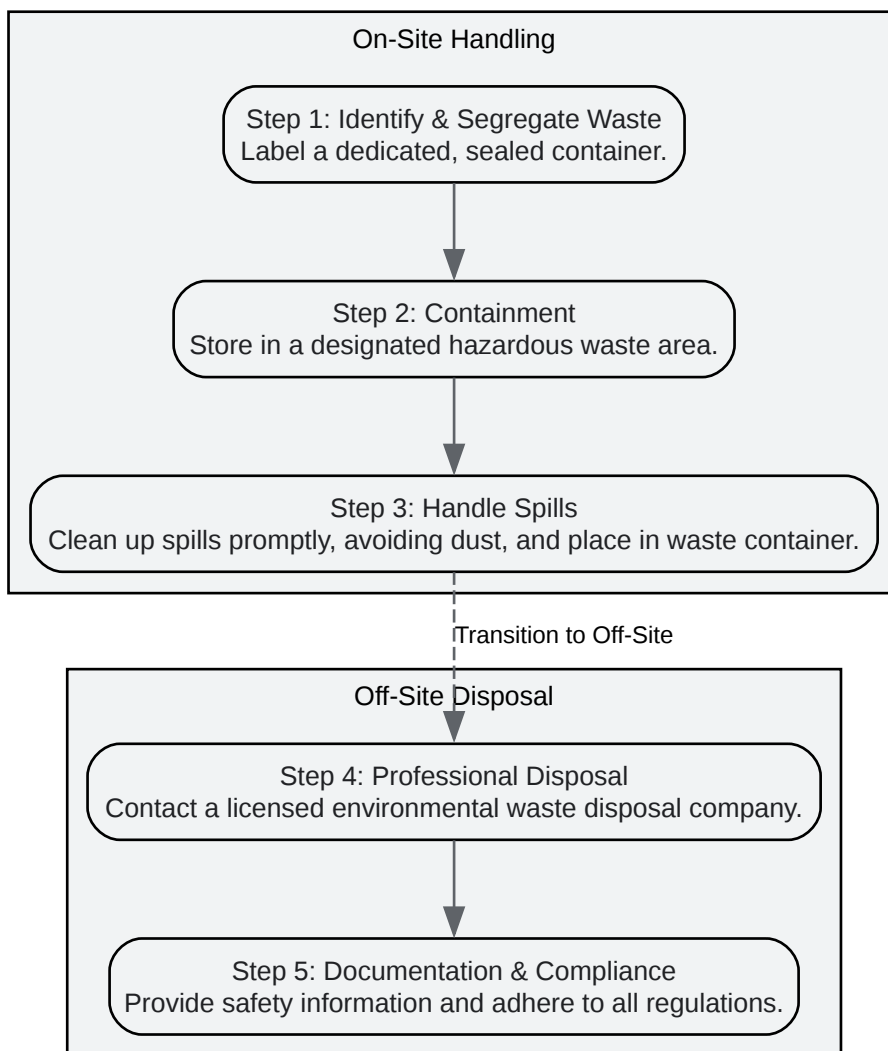 On-Site Handling
Step 1: Identify & Segregate Waste
Label a dedicated, sealed container.
Step 2: Containment
Store in a designated hazardous waste area.
Step 3: Handle Spills
Clean up spills promptly, avoiding dust, and place in waste container.
Transition to Off-Site
Off-Site Disposal
Step 4: Professional Disposal
Contact a licensed environmental waste disposal company.
Step 5: Documentation & Compliance
Provide safety information and adhere to all regulations.